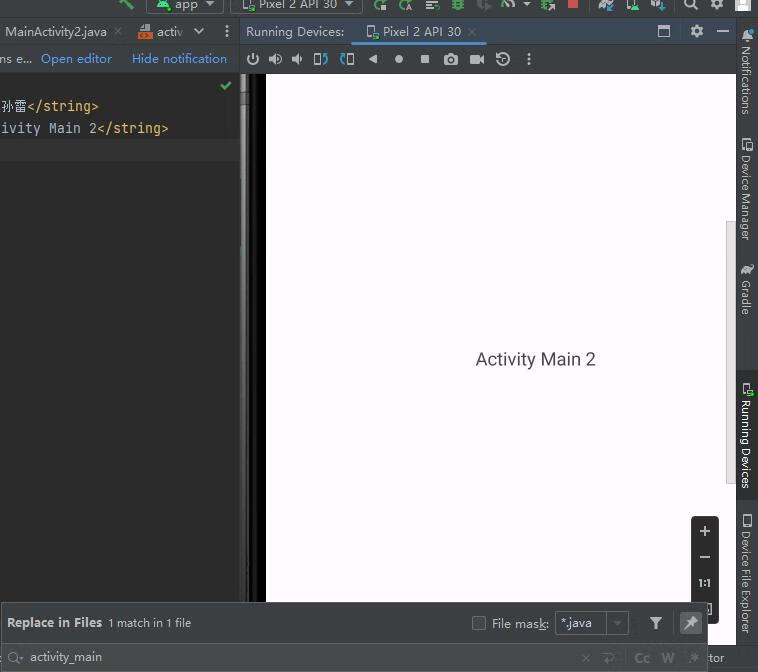 app
Pixel 2 API 30
MainActivity2.java
activ
Running Devices:
Pixel 2 API 30
ns e...
Open editor
Hide notification
孙雷</string>
ivity Main 2</string>
Activity Main 2
Notifications
Device Manager
Gradle
Running Devices
Device File Explorer
1:1
Replace in Files
1 match in 1 file
File mask:
*.java
activity_main
Cc
W
.*
tor